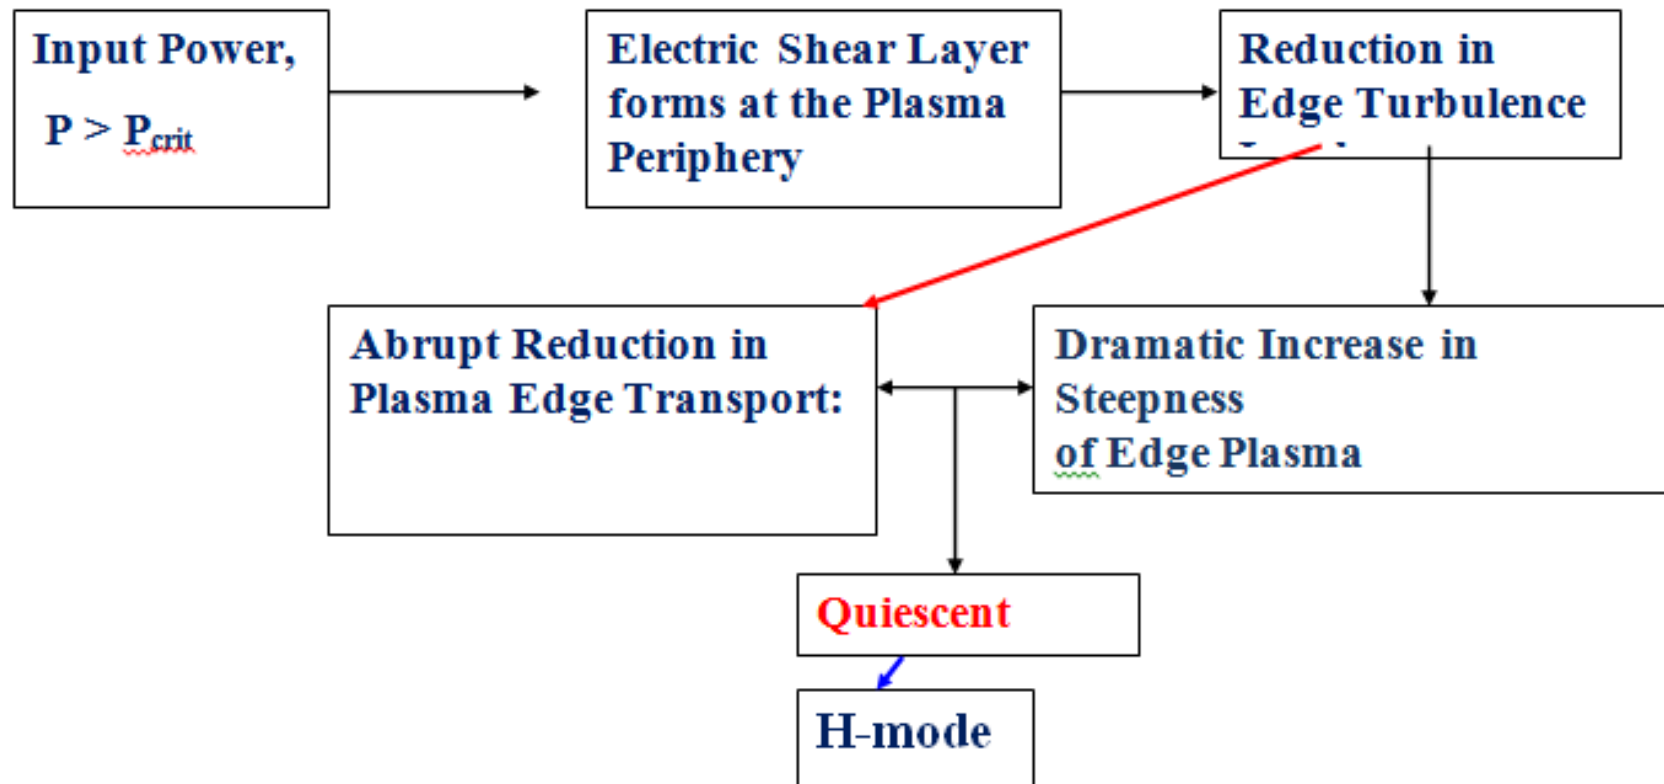 Input Power,
P > Pcrit
Electric Shear Layer
forms at the Plasma
Periphery
Reduction in
Edge Turbulence
Abrupt Reduction in
Plasma Edge Transport:
Dramatic Increase in
Steepness
of Edge Plasma
Quiescent
H-mode